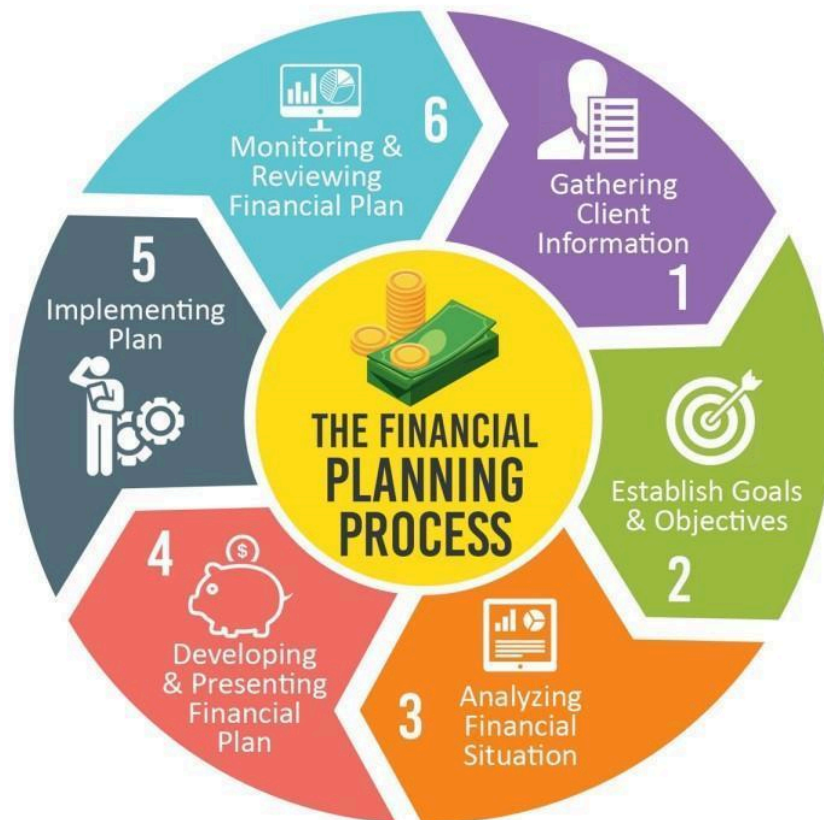 THE FINANCIAL
PLANNING
PROCESS
Gathering
Client
Information
1
Establish Goals
& Objectives
2
Analyzing
Financial
Situation
3
4
$
Developing
& Presenting
Financial
Plan
5
Implementing
Plan
6
Monitoring &
Reviewing
Financial Plan